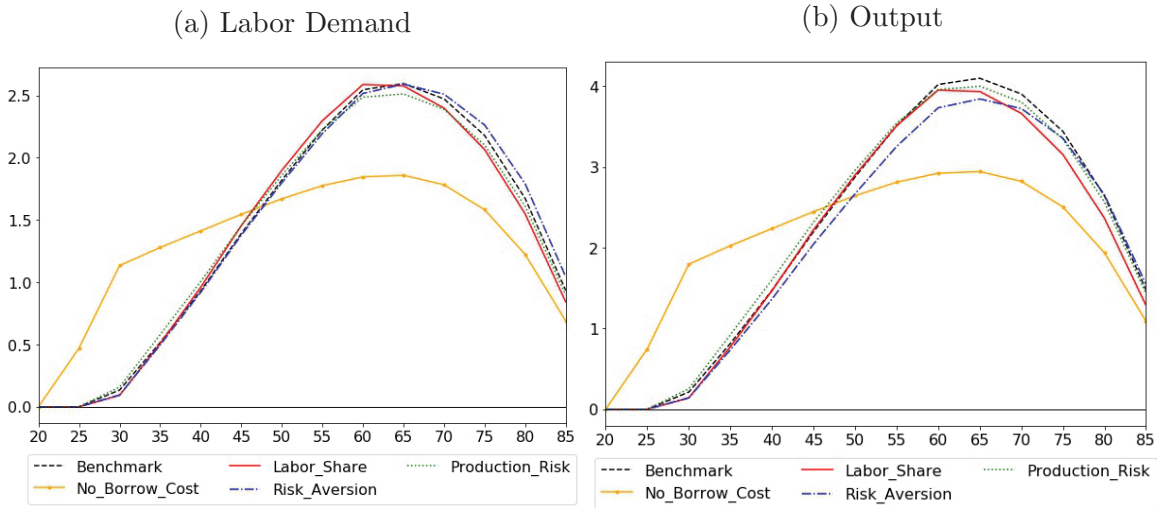 (a) Labor Demand
2.5
2.0
1.5
1.0
0.5
0.0
20 25 30 35 40 45 50 55 60 65 70 75 80 85
Benchmark Labor_Share Production_Risk
No_Borrow_Cost Risk_Aversion
(b) Output
4
3
2
1
0
20 25 30 35 40 45 50 55 60 65 70 75 80 85
Benchmark Labor_Share Production_Risk
No_Borrow_Cost Risk_Aversion